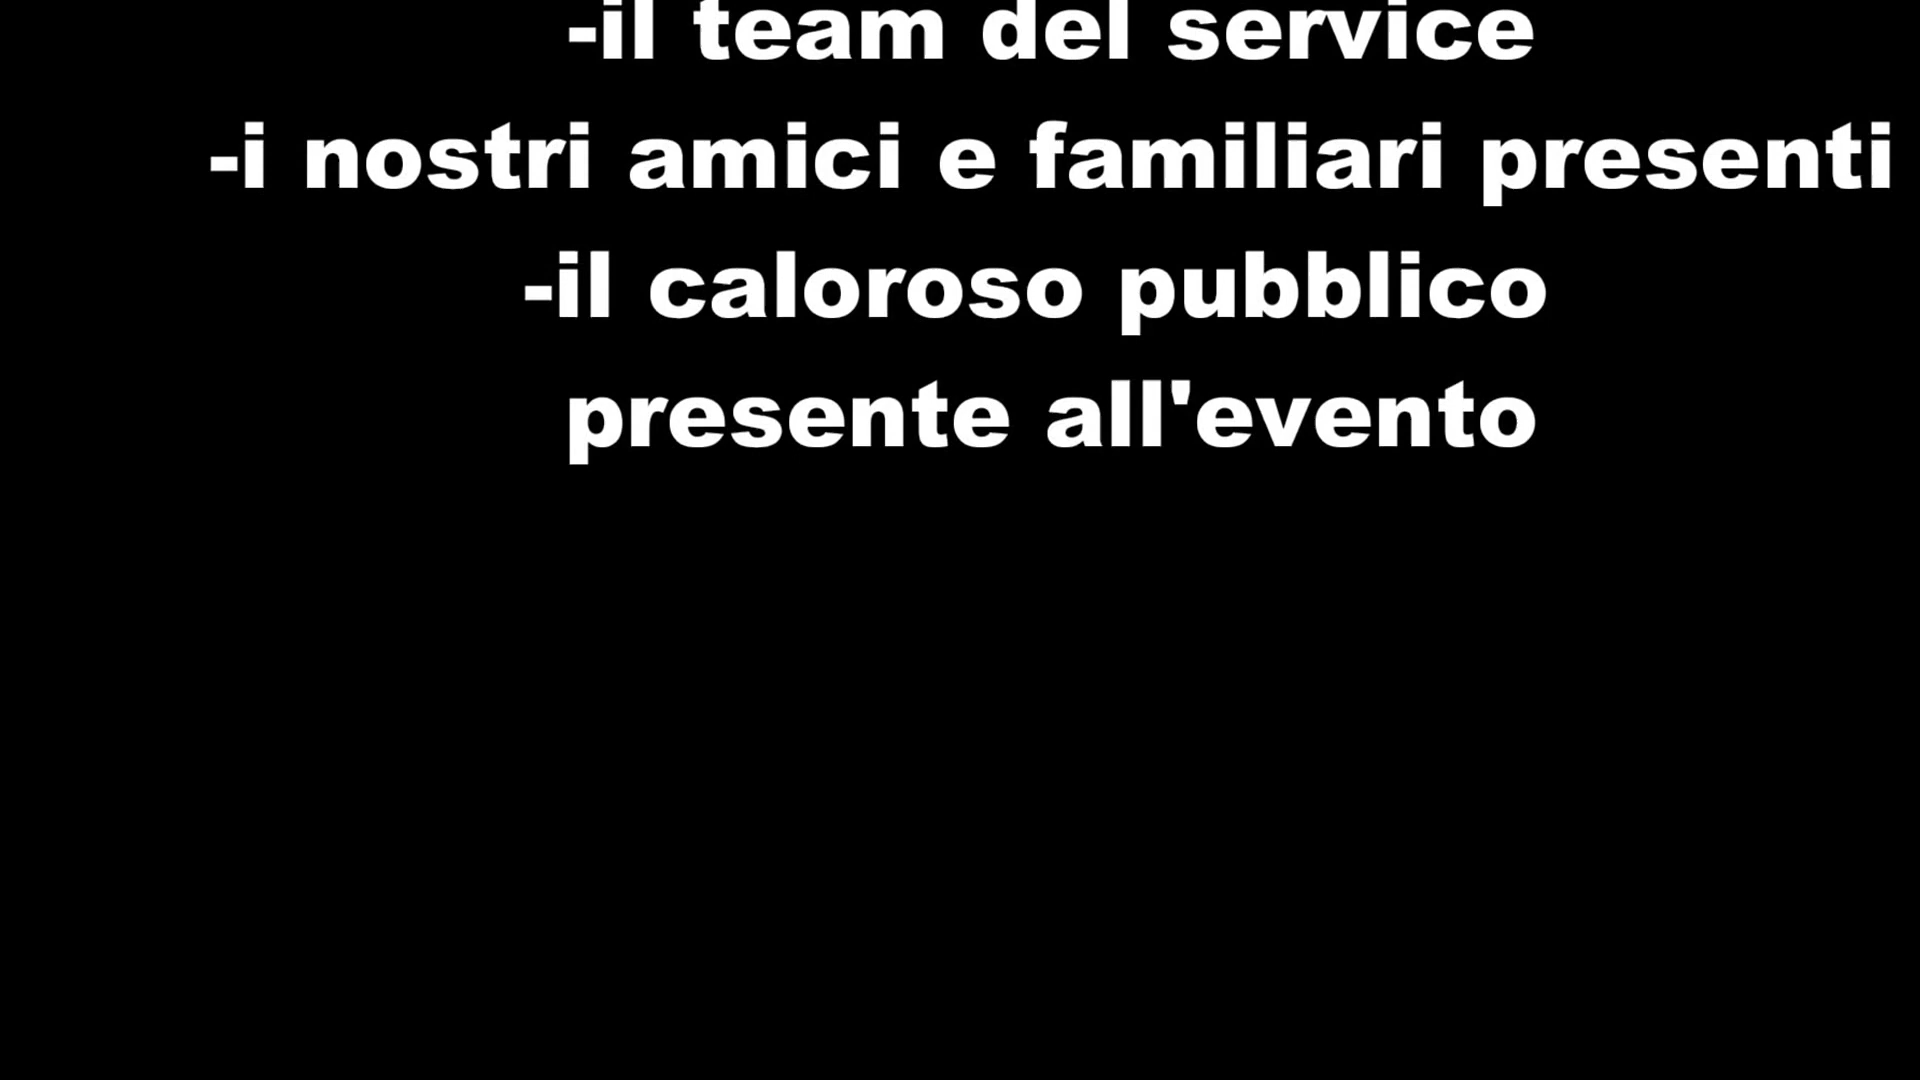 -il team del service
-i nostri amici e familiari presenti
-il caloroso pubblico
presente all'evento